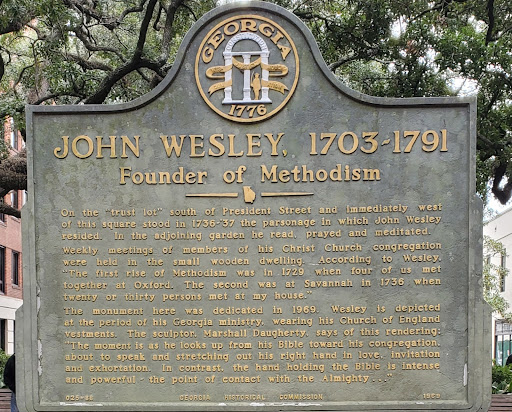 GEORGIA
1776
JOHN WESLEY, 1703-1791
Founder of Methodism
On the "trust lot" south of President Street and immediately west
of this square stood in 1736-37 the parsonage in which John Wesley
resided. In the adjoining garden he read, prayed and meditated.
Weekly meetings of members of his Christ Church congregation
were held in the small wooden dwelling. According to Wesley,
"The first rise of Methodism was in 1729 when four of us met
together at Oxford. The second was at Savannah in 1736 when
twenty or thirty persons met at my house."
The monument here was dedicated in 1969. Wesley is depicted
at the period of his Georgia ministry, wearing his Church of England
vestments. The sculptor, Marshall Daugherty, says of this rendering:
"The moment is as he looks up from his Bible toward his congregation,
about to speak and stretching out his right hand in love, invitation
and exhortation. In contrast, the hand holding the Bible is intense
and powerful - the point of contact with the Almighty..."
025-88 GEORGIA HISTORICAL COMMISSION 1969